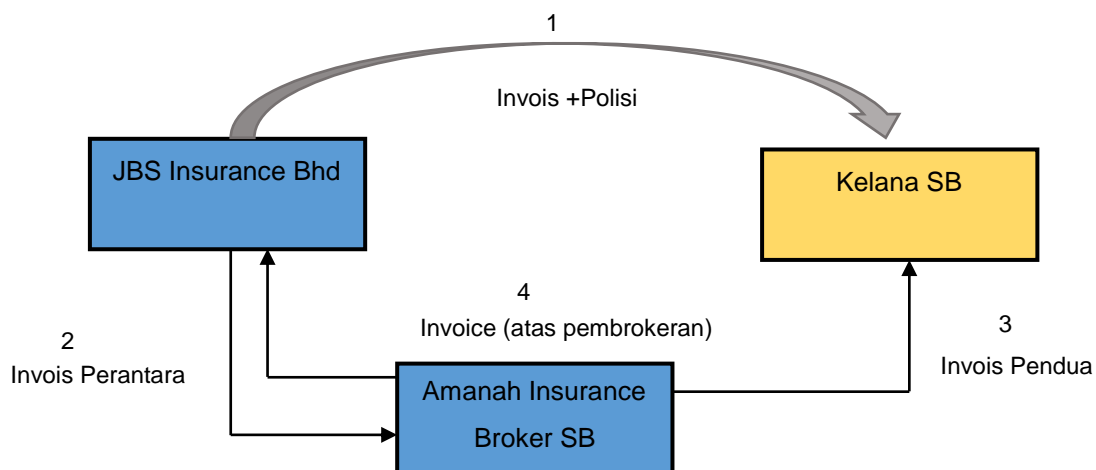 1
Invois +Polisi
JBS Insurance Bhd
Kelana SB
4
Invoice (atas pembrokeran)
2
Invois Perantara
3
Invois Pendua
Amanah Insurance
Broker SB